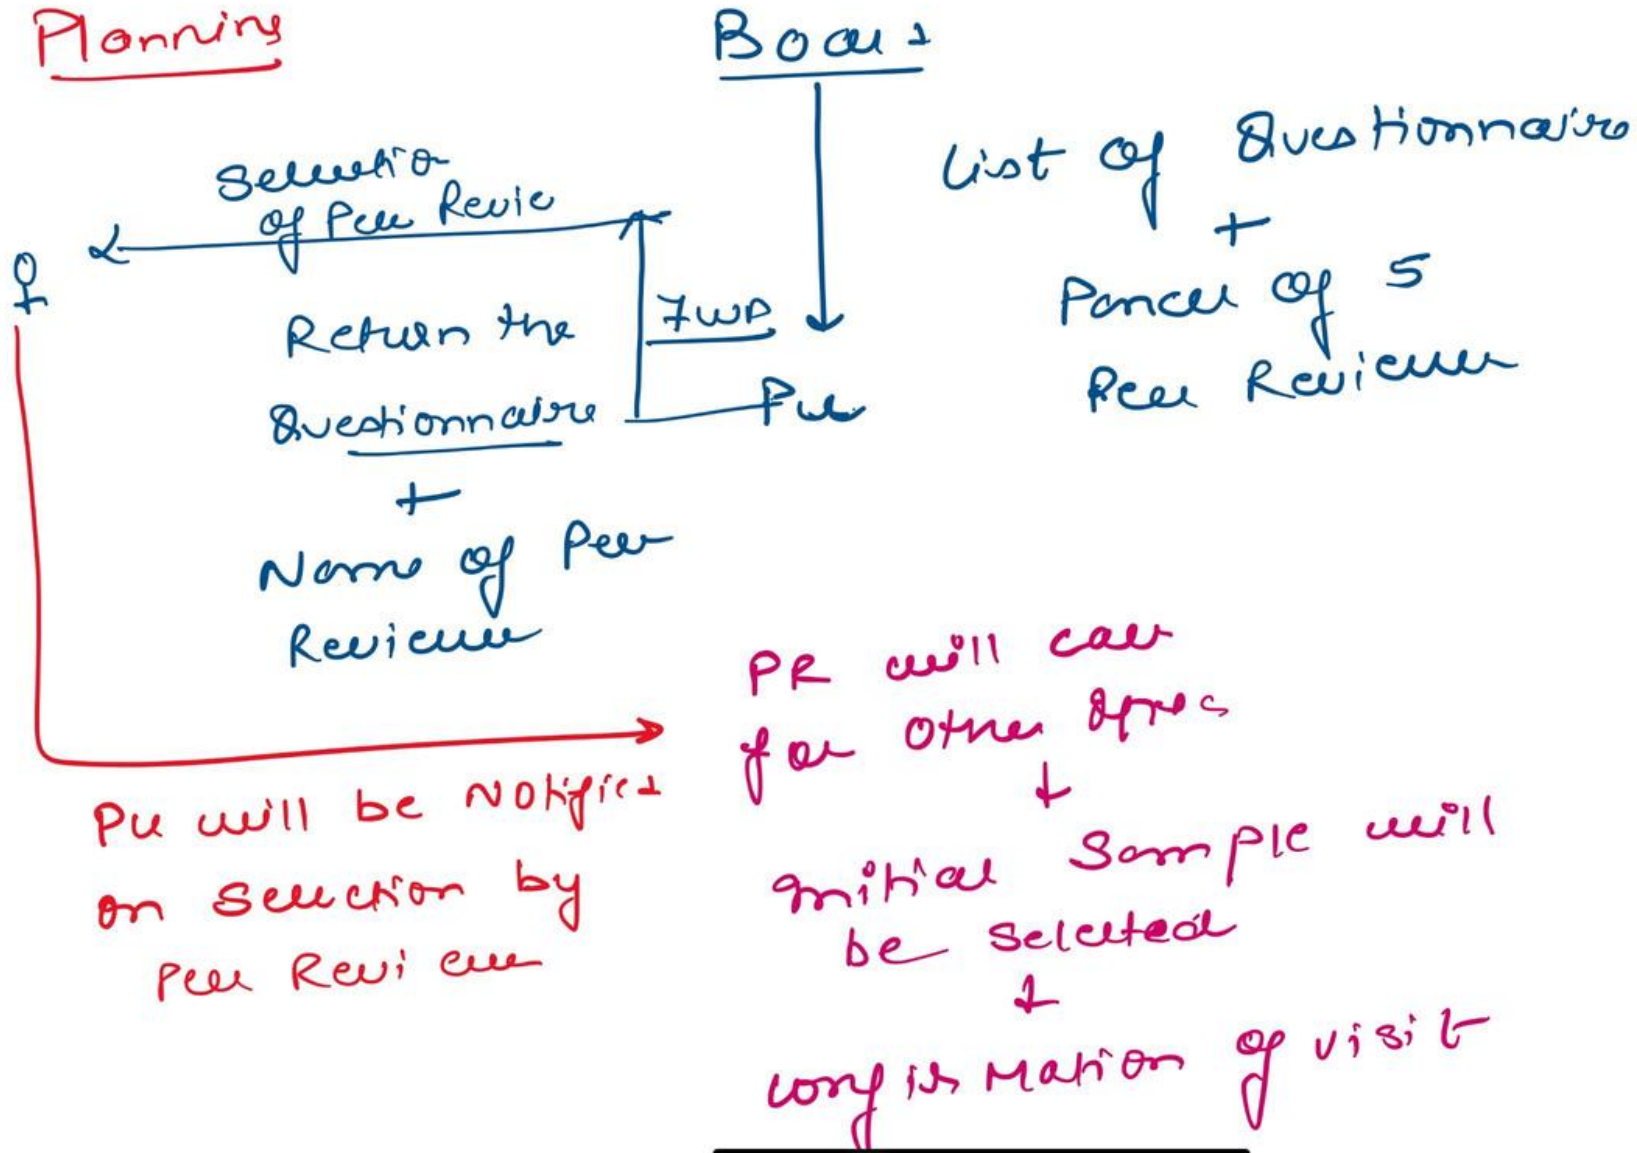 Planning
Board
List of Questionnaire
+
Panel of 5
Peer Reviewer
Selection
of Peer Revie
7WD
PU
Return the
Questionnaire
+
Name of Peer
Reviewer
PU will be Notified
on Selection by
Peer Reviewer
PR will call
for other
+
Initial Sample will
be Selected
+
Confirmation of visit